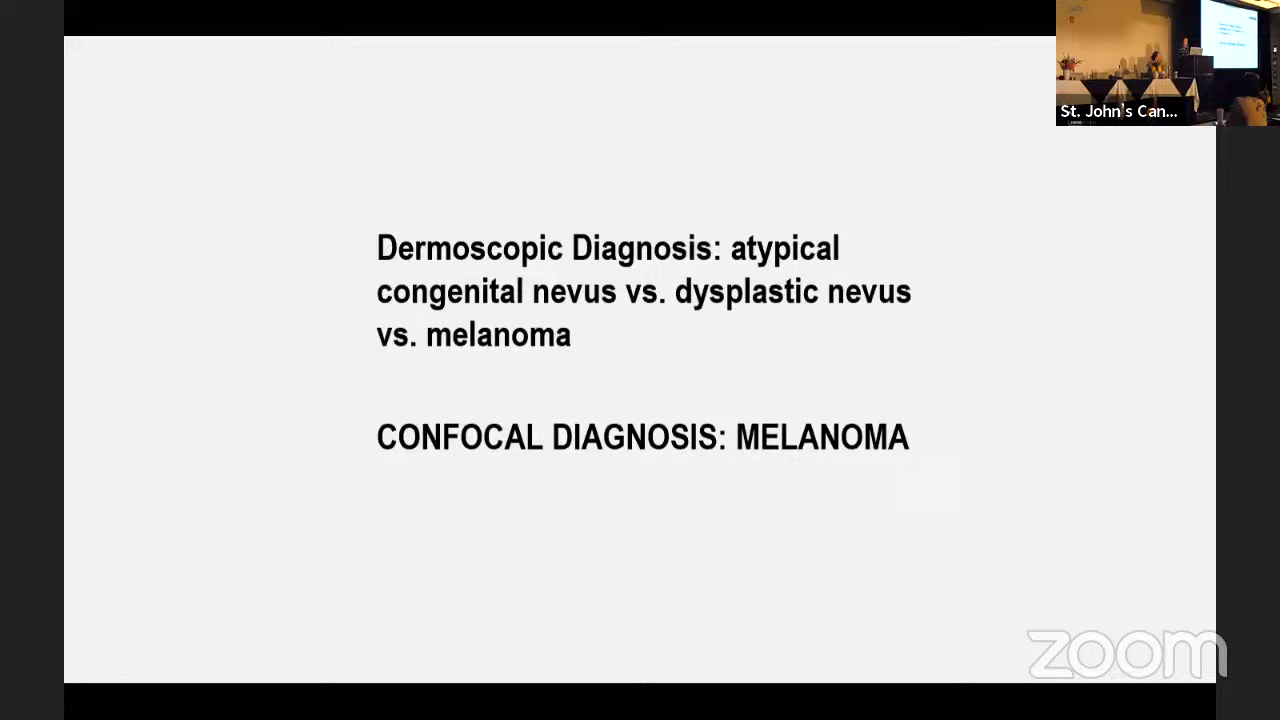 St. John's Can...
Dermoscopic Diagnosis: atypical
congenital nevus vs. dysplastic nevus
vs. melanoma
CONFOCAL DIAGNOSIS: MELANOMA
zoom